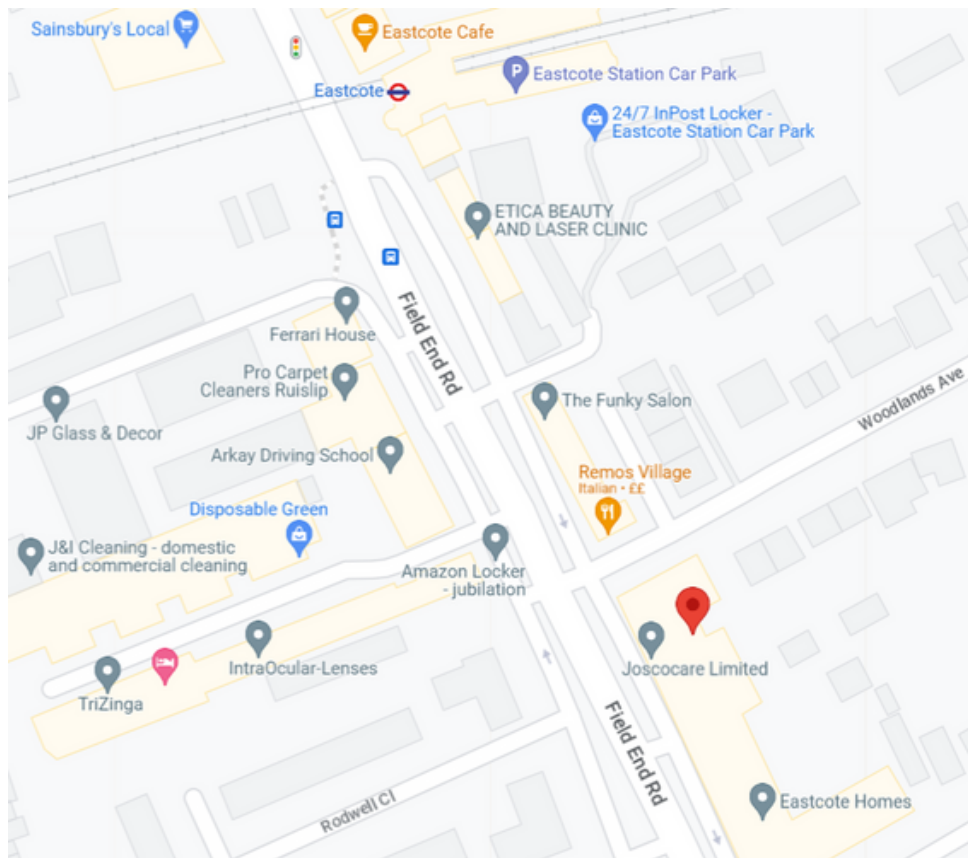 Sainsbury's Local
Eastcote Cafe
Eastcote
P
Eastcote Station Car Park
24/7 InPost Locker -
Eastcote Station Car Park
ETICA BEAUTY
AND LASER CLINIC
Field End Rd
Ferrari House
Pro Carpet
Cleaners Ruislip
JP Glass & Decor
The Funky Salon
Woodlands Ave
Arkay Driving School
Remos Village
Italian • ££
Disposable Green
J&I Cleaning - domestic
and commercial cleaning
Amazon Locker
- jubilation
IntraOcular-Lenses
Joscocare Limited
TriZinga
Field End Rd
Rodwell Cl
Eastcote Homes